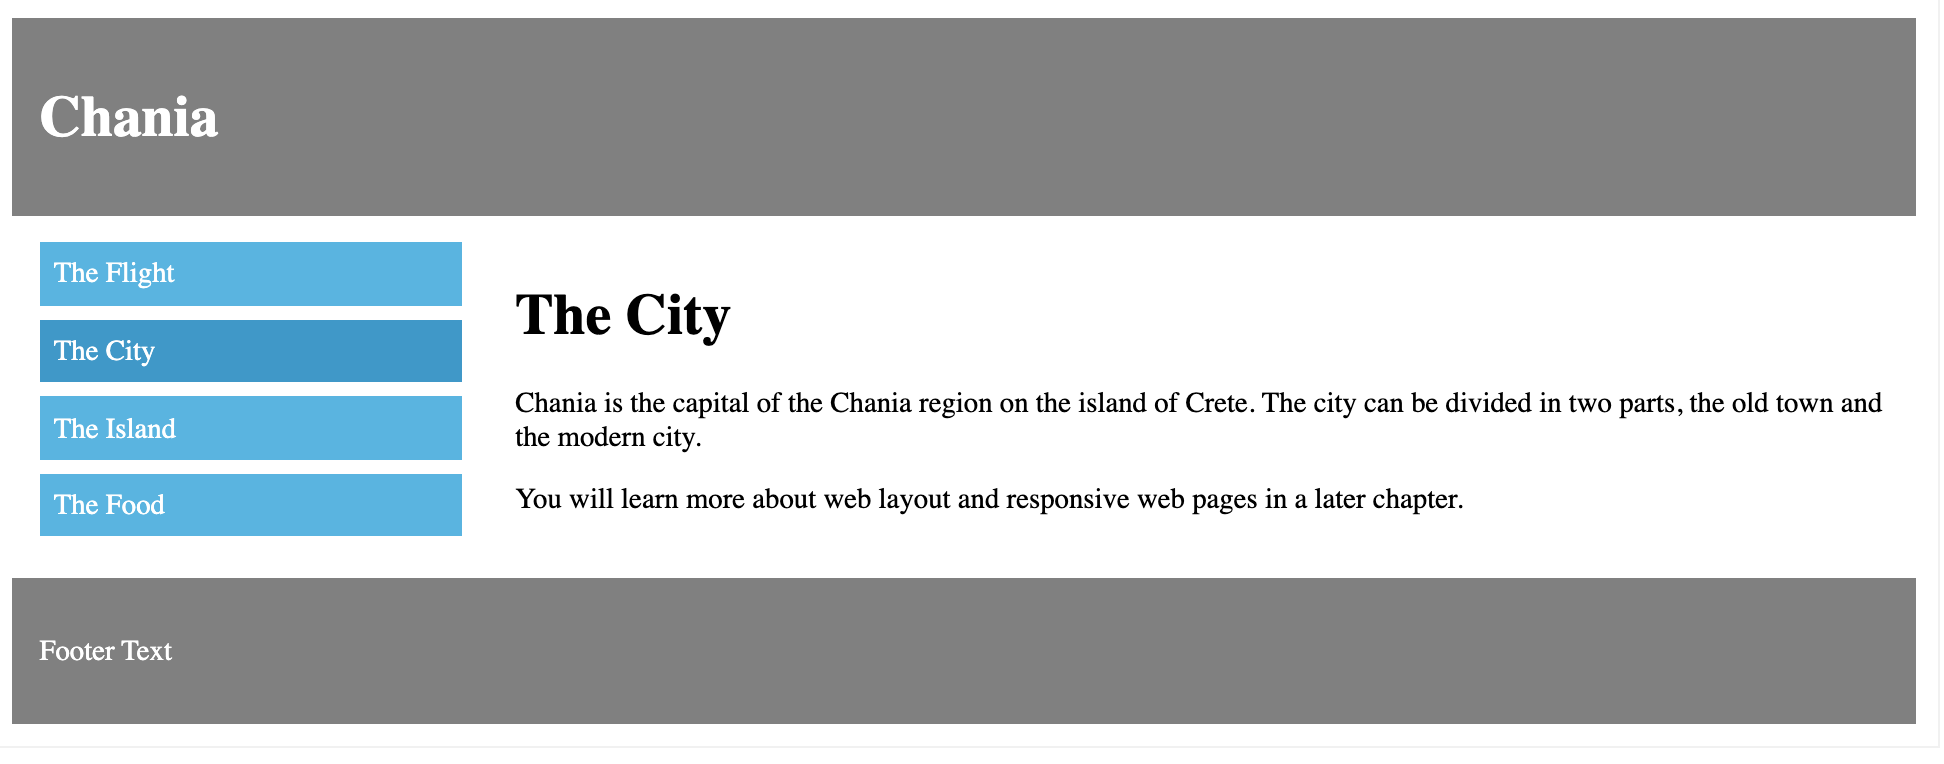 Chania
The Flight
The City
The Island
The Food
The City
Chania is the capital of the Chania region on the island of Crete. The city can be divided in two parts, the old town and
the modern city.
You will learn more about web layout and responsive web pages in a later chapter.
Footer Text